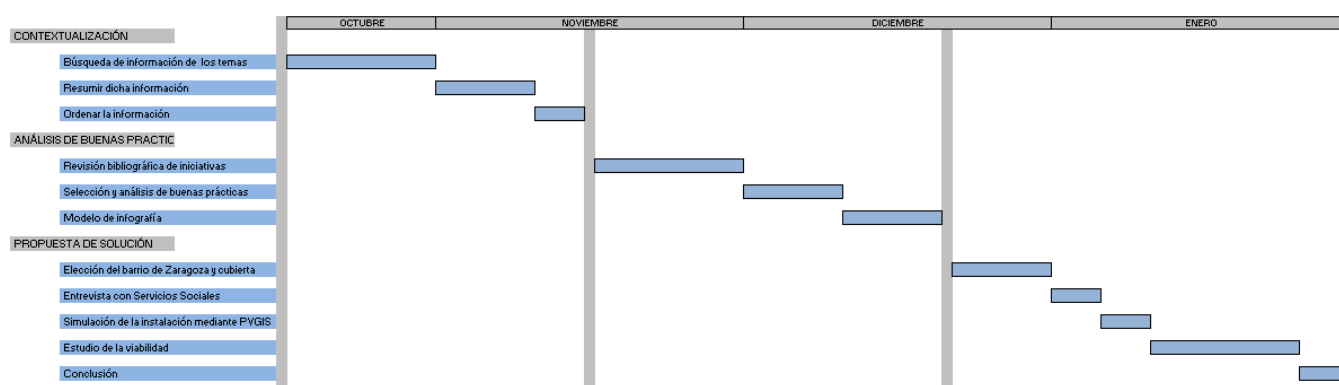 OCTUBRE NOVIEMBRE DICIEMBRE ENERO
CONTEXTUALIZACIÓN
Búsqueda de información de los temas
Resumir dicha información
Ordenar la información
ANÁLISIS DE BUENAS PRACTIC
Revisión bibliográfica de iniciativas
Selección y análisis de buenas prácticas
Modelo de infografía
PROPUESTA DE SOLUCIÓN
Elección del barrio de Zaragoza y cubierta
Entrevista con Servicios Sociales
Simulación de la instalación mediante PVGIS
Estudio de la viabilidad
Conclusión